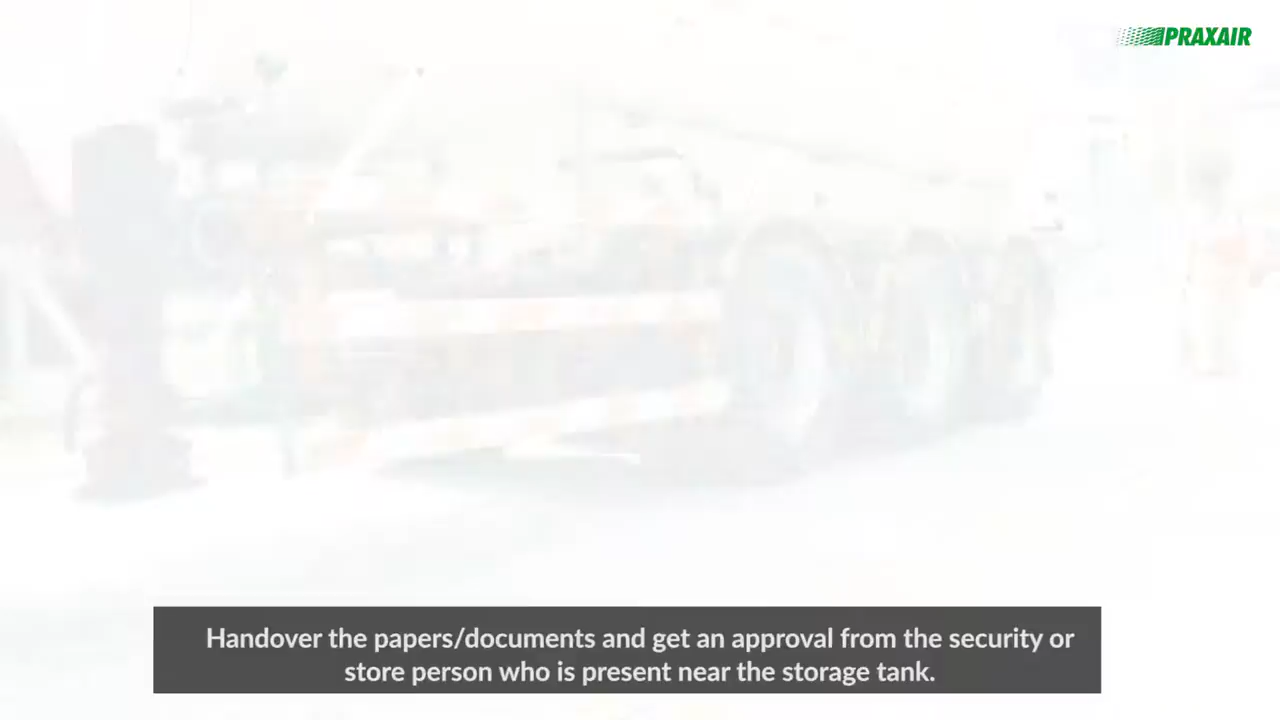 PRAXAIR
Handover the papers/documents and get an approval from the security or
store person who is present near the storage tank.